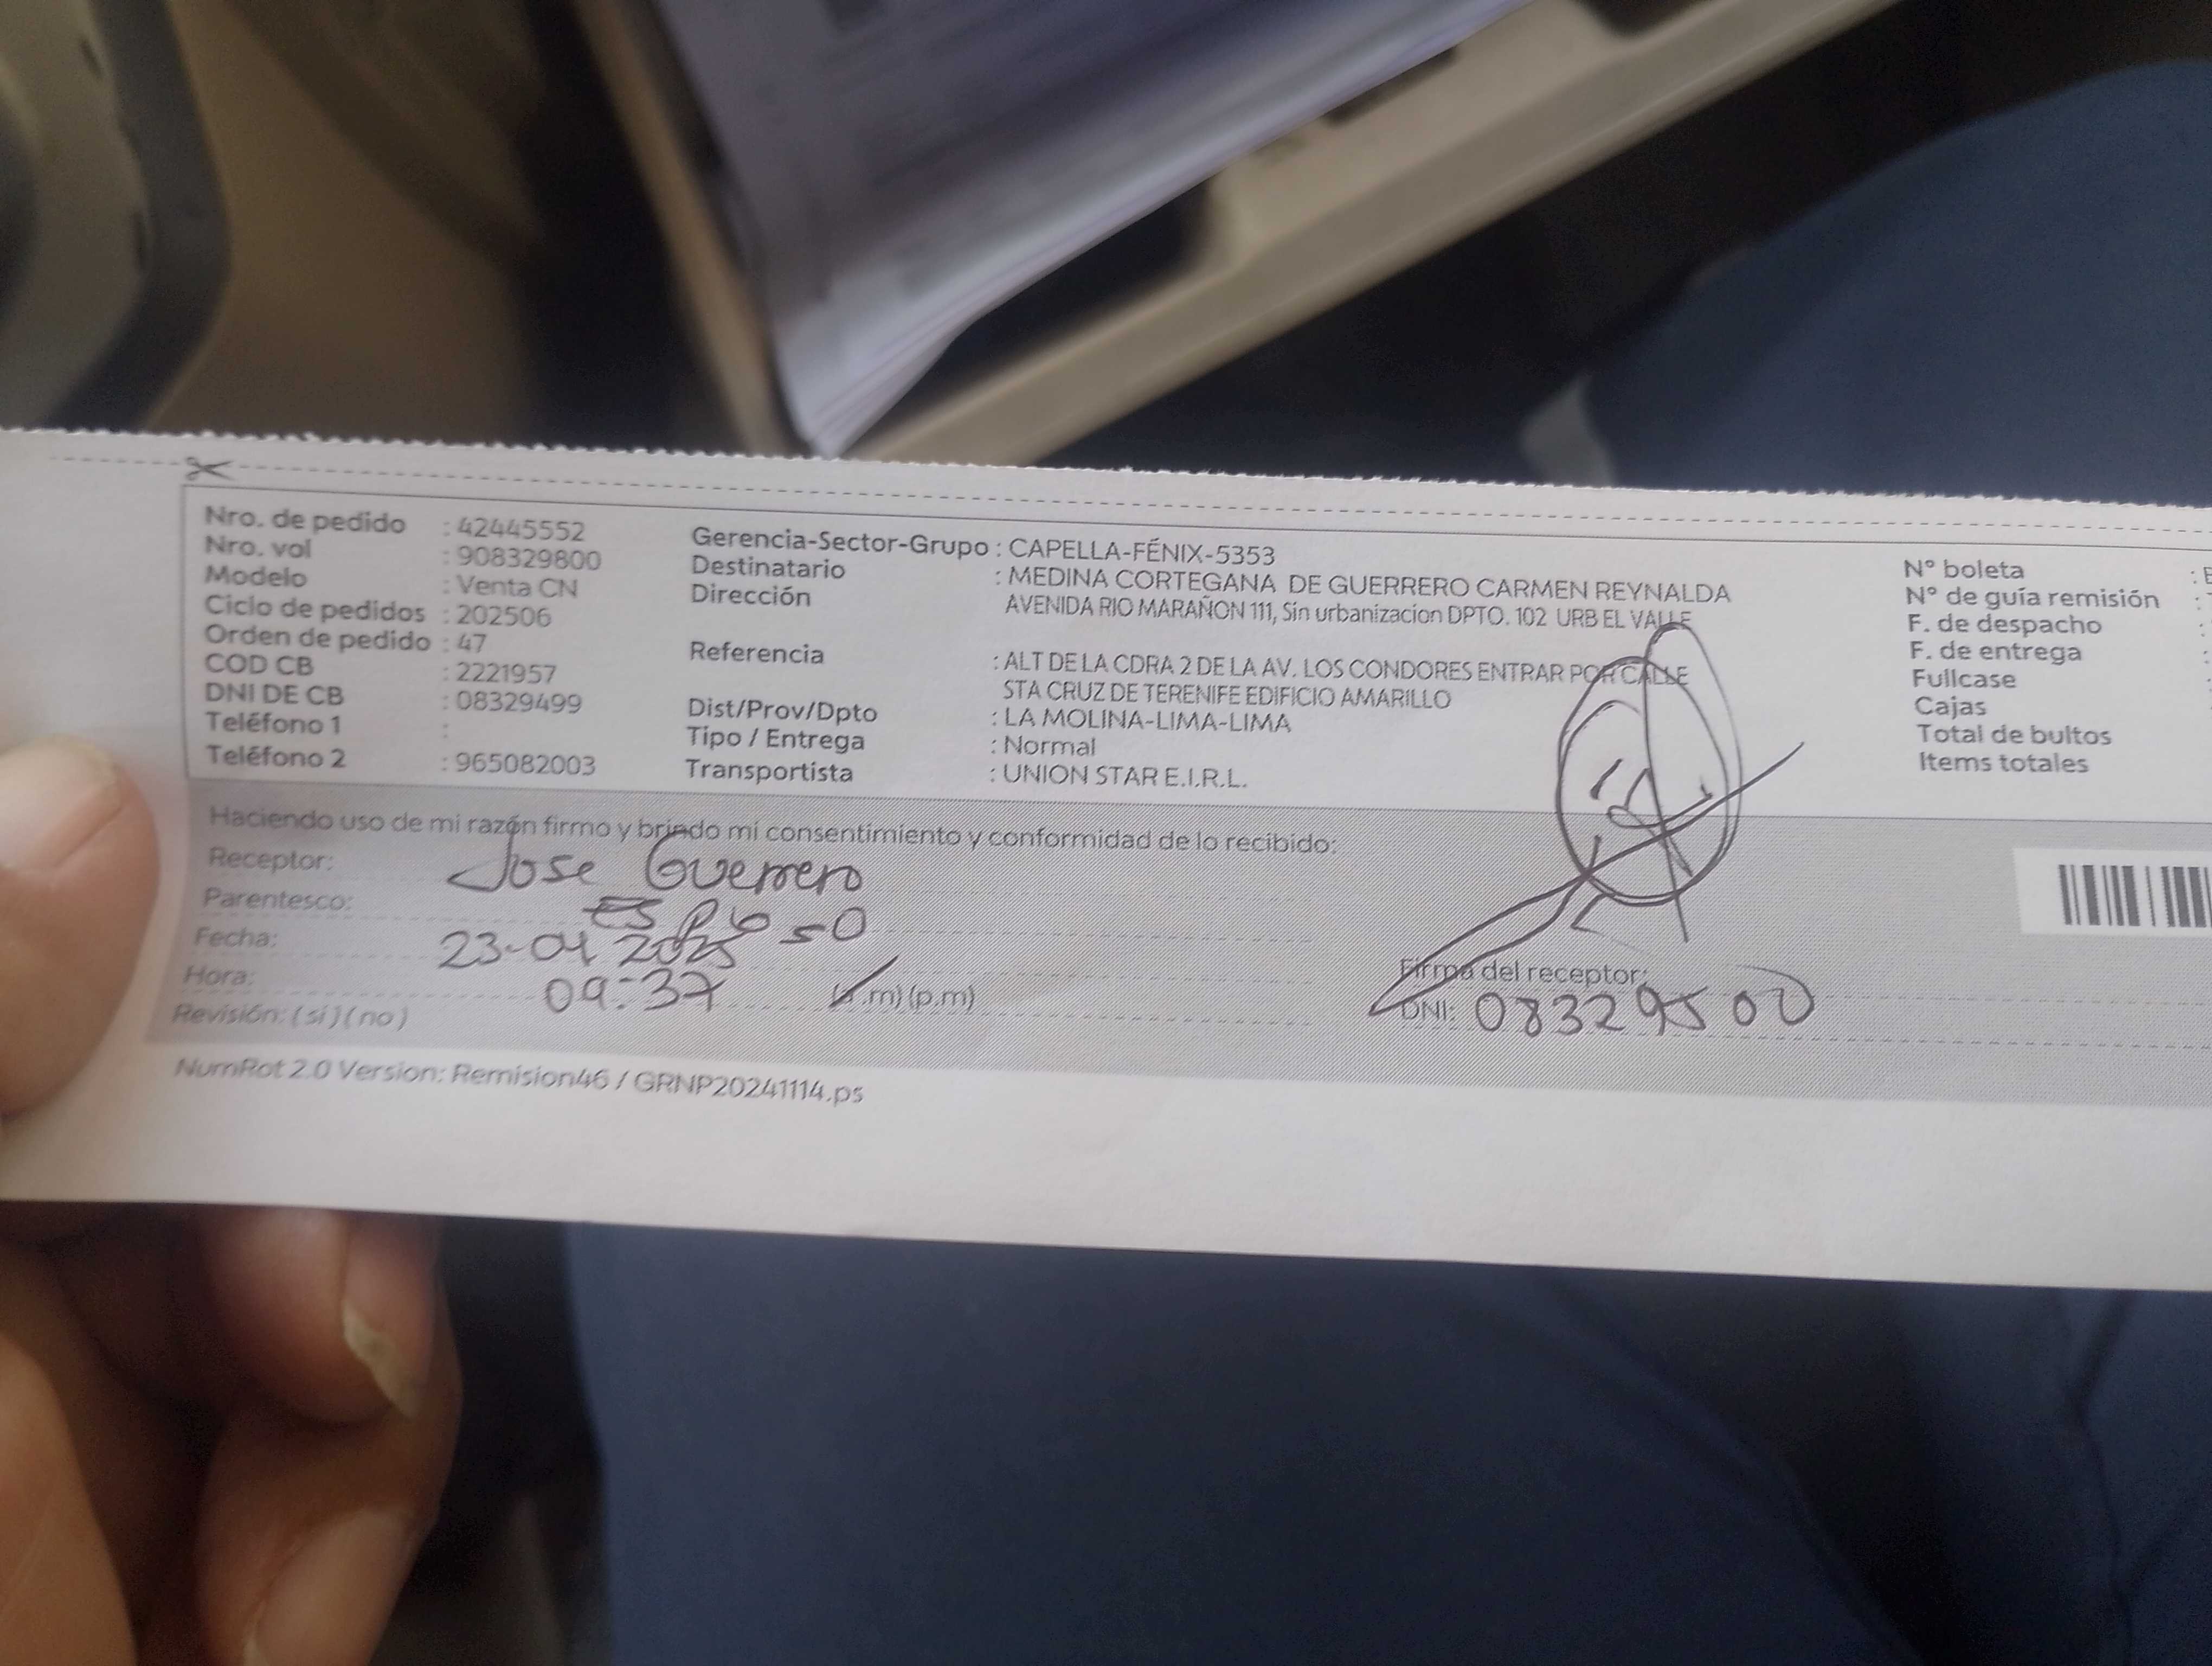 Nro. de pedido : 42445552
Nro. vol : 908329800
Modelo : Venta CN
Ciclo de pedidos : 202506
Orden de pedido : 47
COD CB : 2221957
DNI DE CB : 08329499
Teléfono 1 :
Teléfono 2 : 965082003
Gerencia-Sector-Grupo : CAPELLA-FÉNIX-5353
Destinatario : MEDINA CORTEGANA DE GUERRERO CARMEN REYNALDA
Dirección AVENIDA RIO MARAÑON 111, Sin urbanizacion DPTO. 102 URB EL VALLE
Referencia : ALT DE LA CDRA 2 DE LA AV. LOS CONDORES ENTRAR POR CALLE
STA CRUZ DE TERENIFE EDIFICIO AMARILLO
Dist/Prov/Dpto : LA MOLINA-LIMA-LIMA
Tipo / Entrega : Normal
Transportista : UNION STAR E.I.R.L.
N° boleta :
N° de guía remisión :
F. de despacho :
F. de entrega :
Fullcase :
Cajas
Total de bultos
Items totales
Haciendo uso de mi razón firmo y brindo mi consentimiento y conformidad de lo recibido:
Receptor: Jose Guerrero
Parentesco: ESPOSO
Fecha: 23-04 2025
Hora: 09:37 (a.m) (p.m)
Revisión: (si) (no)
Firma del receptor:
DNI: 08329500
NumRot 2.0 Version: Remision46 / GRNP20241114.ps